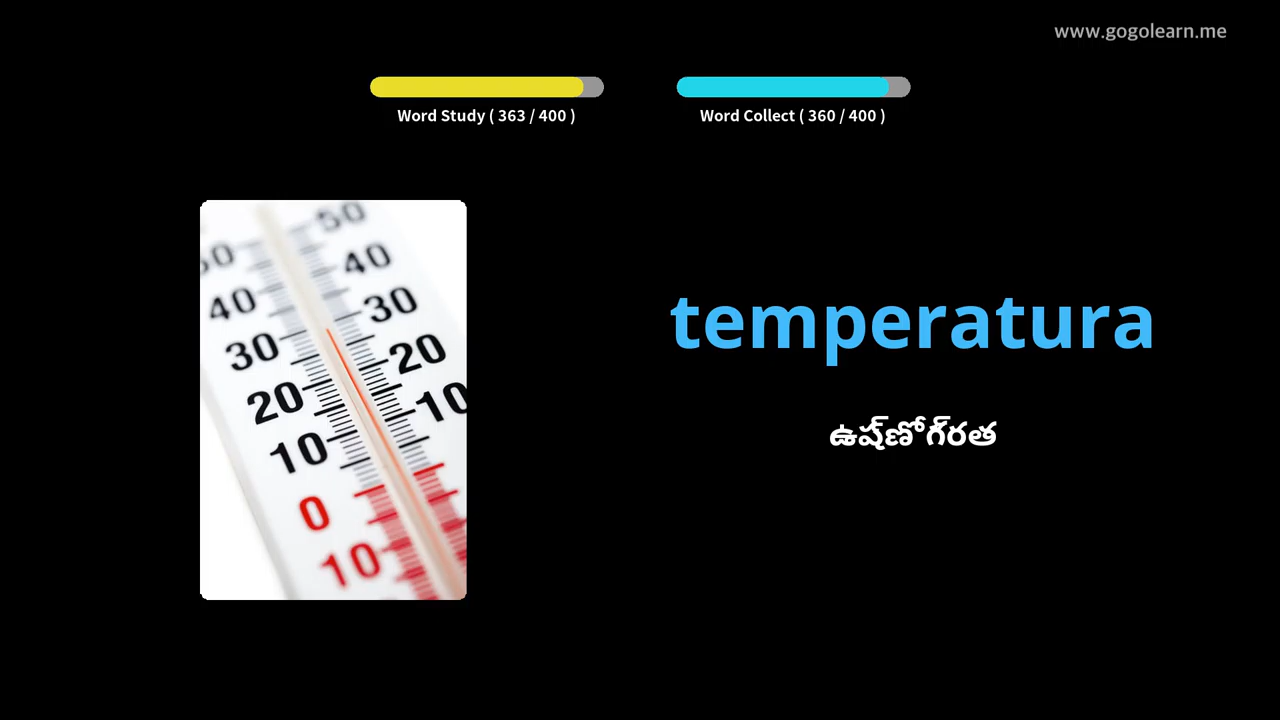 www.gogolearn.me
Word Study ( 363 / 400 )
Word Collect ( 360 / 400 )
50
50
40
40
30
30
20
20
10
10
0
10
temperatura
ఉష్ణోగ్రత